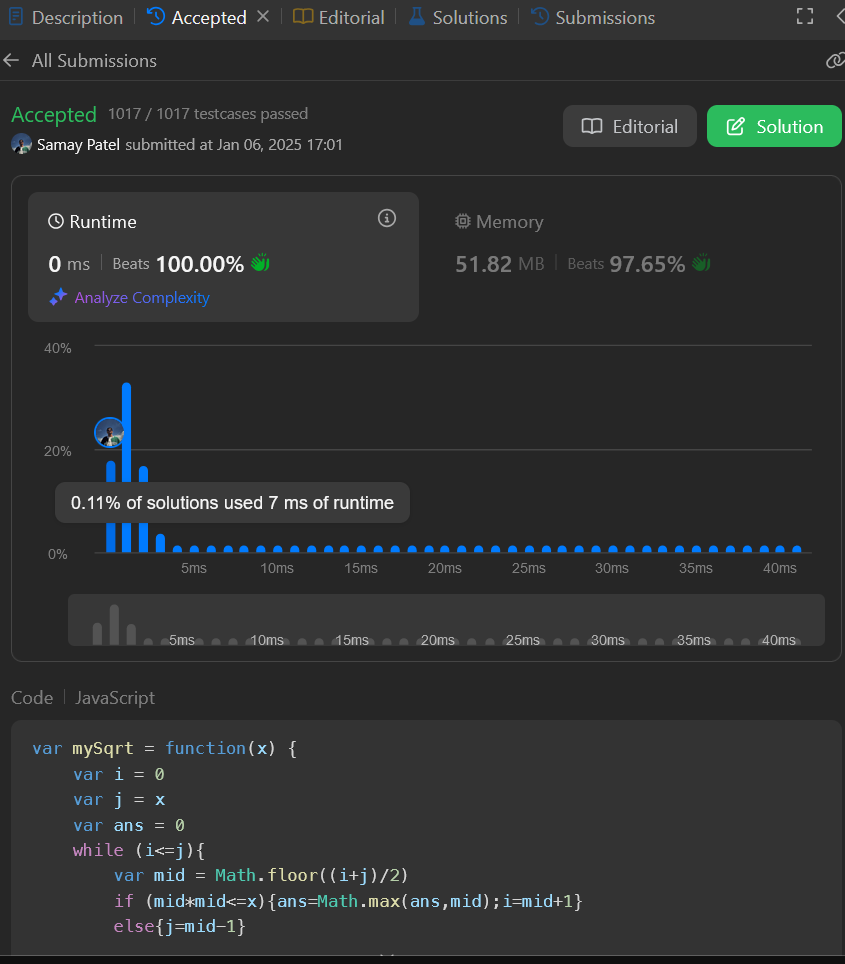 Description Accepted Editorial Solutions Submissions
All Submissions
Accepted 1017 / 1017 testcases passed
Samay Patel submitted at Jan 06, 2025 17:01
Editorial
Solution
Runtime
0 ms Beats 100.00%
Analyze Complexity
Memory
51.82 MB Beats 97.65%
40%
20%
0%
0.11% of solutions used 7 ms of runtime
5ms 10ms 15ms 20ms 25ms 30ms 35ms 40ms
5ms 10ms 15ms 20ms 25ms 30ms 35ms 40ms
Code JavaScript
var mySqrt = function(x) {
    var i = 0
    var j = x
    var ans = 0
    while (i<=j){
        var mid = Math.floor((i+j)/2)
        if (mid*mid<=x){ans=Math.max(ans,mid);i=mid+1}
        else{j=mid-1}